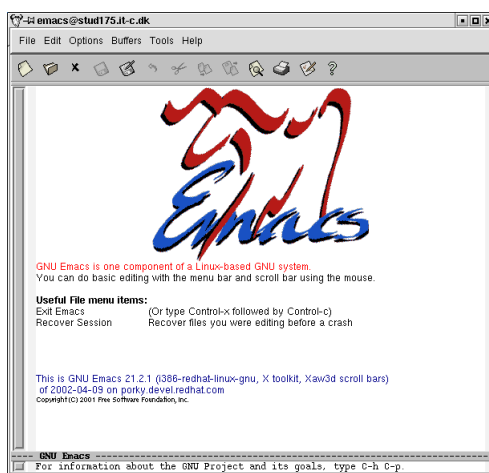 emacs@stud175.it-c.dk
File Edit Options Buffers Tools Help
Emacs
GNU Emacs is one component of a Linux-based GNU system.
You can do basic editing with the menu bar and scroll bar using the mouse.
Useful File menu items:
Exit Emacs (Or type Control-x followed by Control-c)
Recover Session Recover files you were editing before a crash
This is GNU Emacs 21.2.1 (i386-redhat-linux-gnu, X toolkit, Xaw3d scroll bars)
of 2002-04-09 on porky.devel.redhat.com
Copyright (C) 2001 Free Software Foundation, Inc.
---- GNU Emacs ----
For information about the GNU Project and its goals, type C-h C-p.